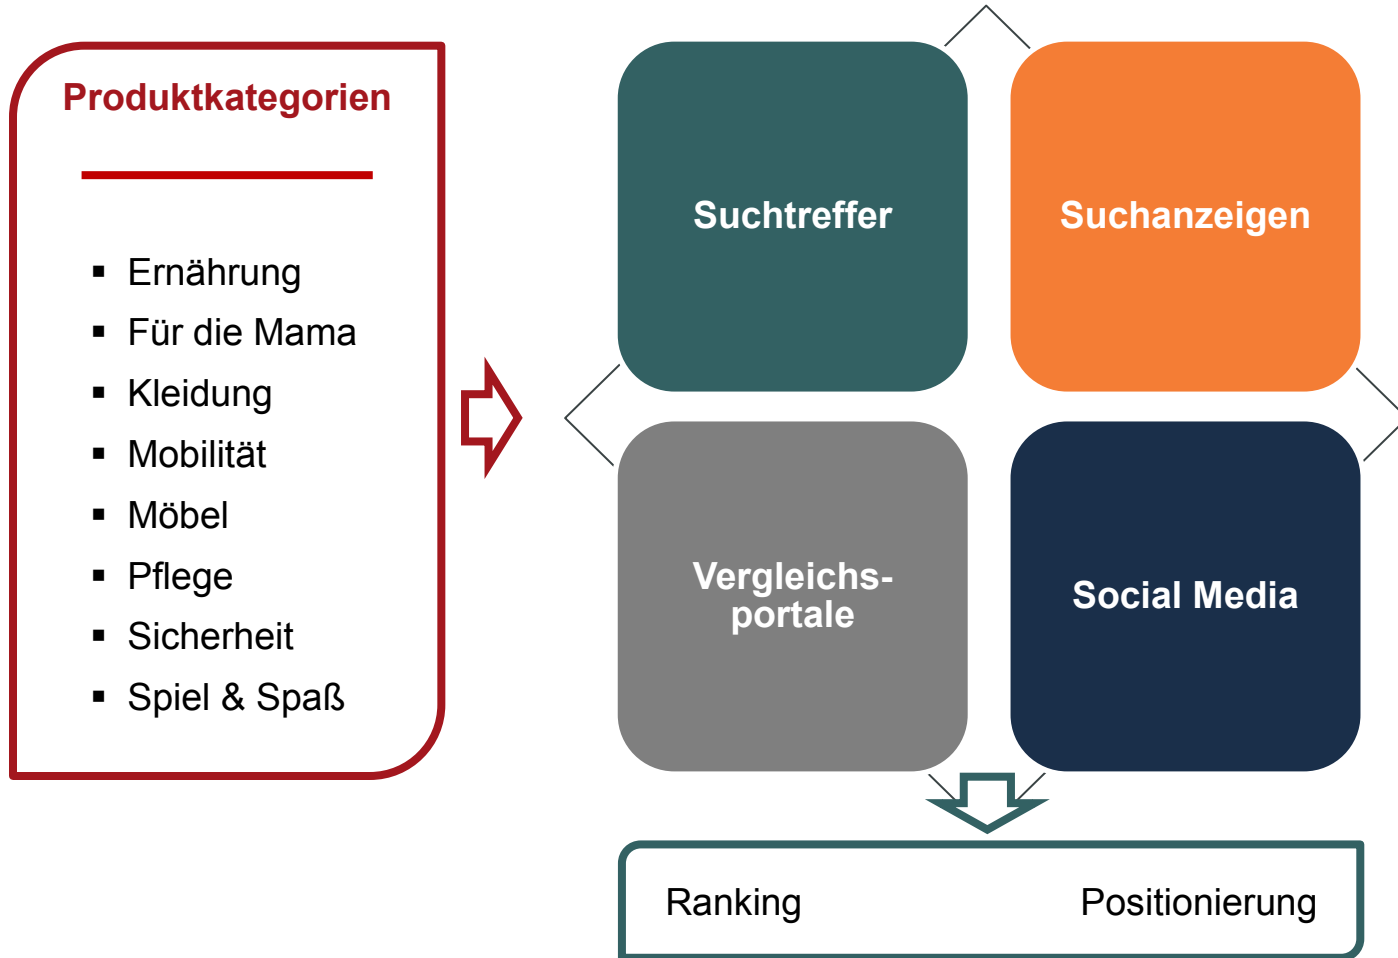 Produktkategorien
Ernährung
Für die Mama
Kleidung
Mobilität
Möbel
Pflege
Sicherheit
Spiel & Spaß
Suchtreffer
Suchanzeigen
Vergleichs-
portale
Social Media
Ranking
Positionierung